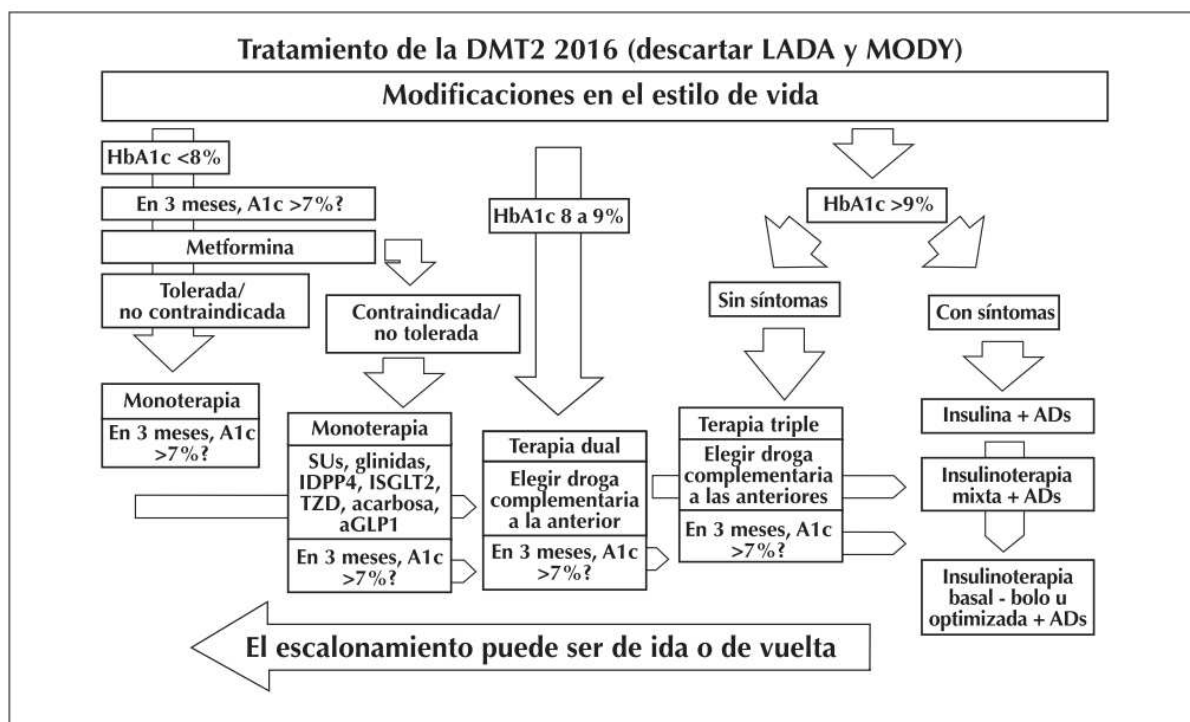 Tratamiento de la DMT2 2016 (descartar LADA y MODY)
Modificaciones en el estilo de vida
HbA1c <8%
En 3 meses, A1c >7%?
Metformina
Tolerada/
no contraindicada
Monoterapia
En 3 meses, A1c
>7%?
Contraindicada/
no tolerada
Monoterapia
SUs, glinidas,
IDPP4, ISGLT2,
TZD, acarbosa,
aGLP1
En 3 meses, A1c
>7%?
HbA1c 8 a 9%
Terapia dual
Elegir droga
complementaria
a la anterior
En 3 meses, A1c
>7%?
HbA1c >9%
Sin síntomas
Terapia triple
Elegir droga
complementaria
a las anteriores
En 3 meses, A1c
>7%?
Con síntomas
Insulina + ADs
Insulinoterapia
mixta + ADs
Insulinoterapia
basal - bolo u
optimizada + ADs
El escalonamiento puede ser de ida o de vuelta